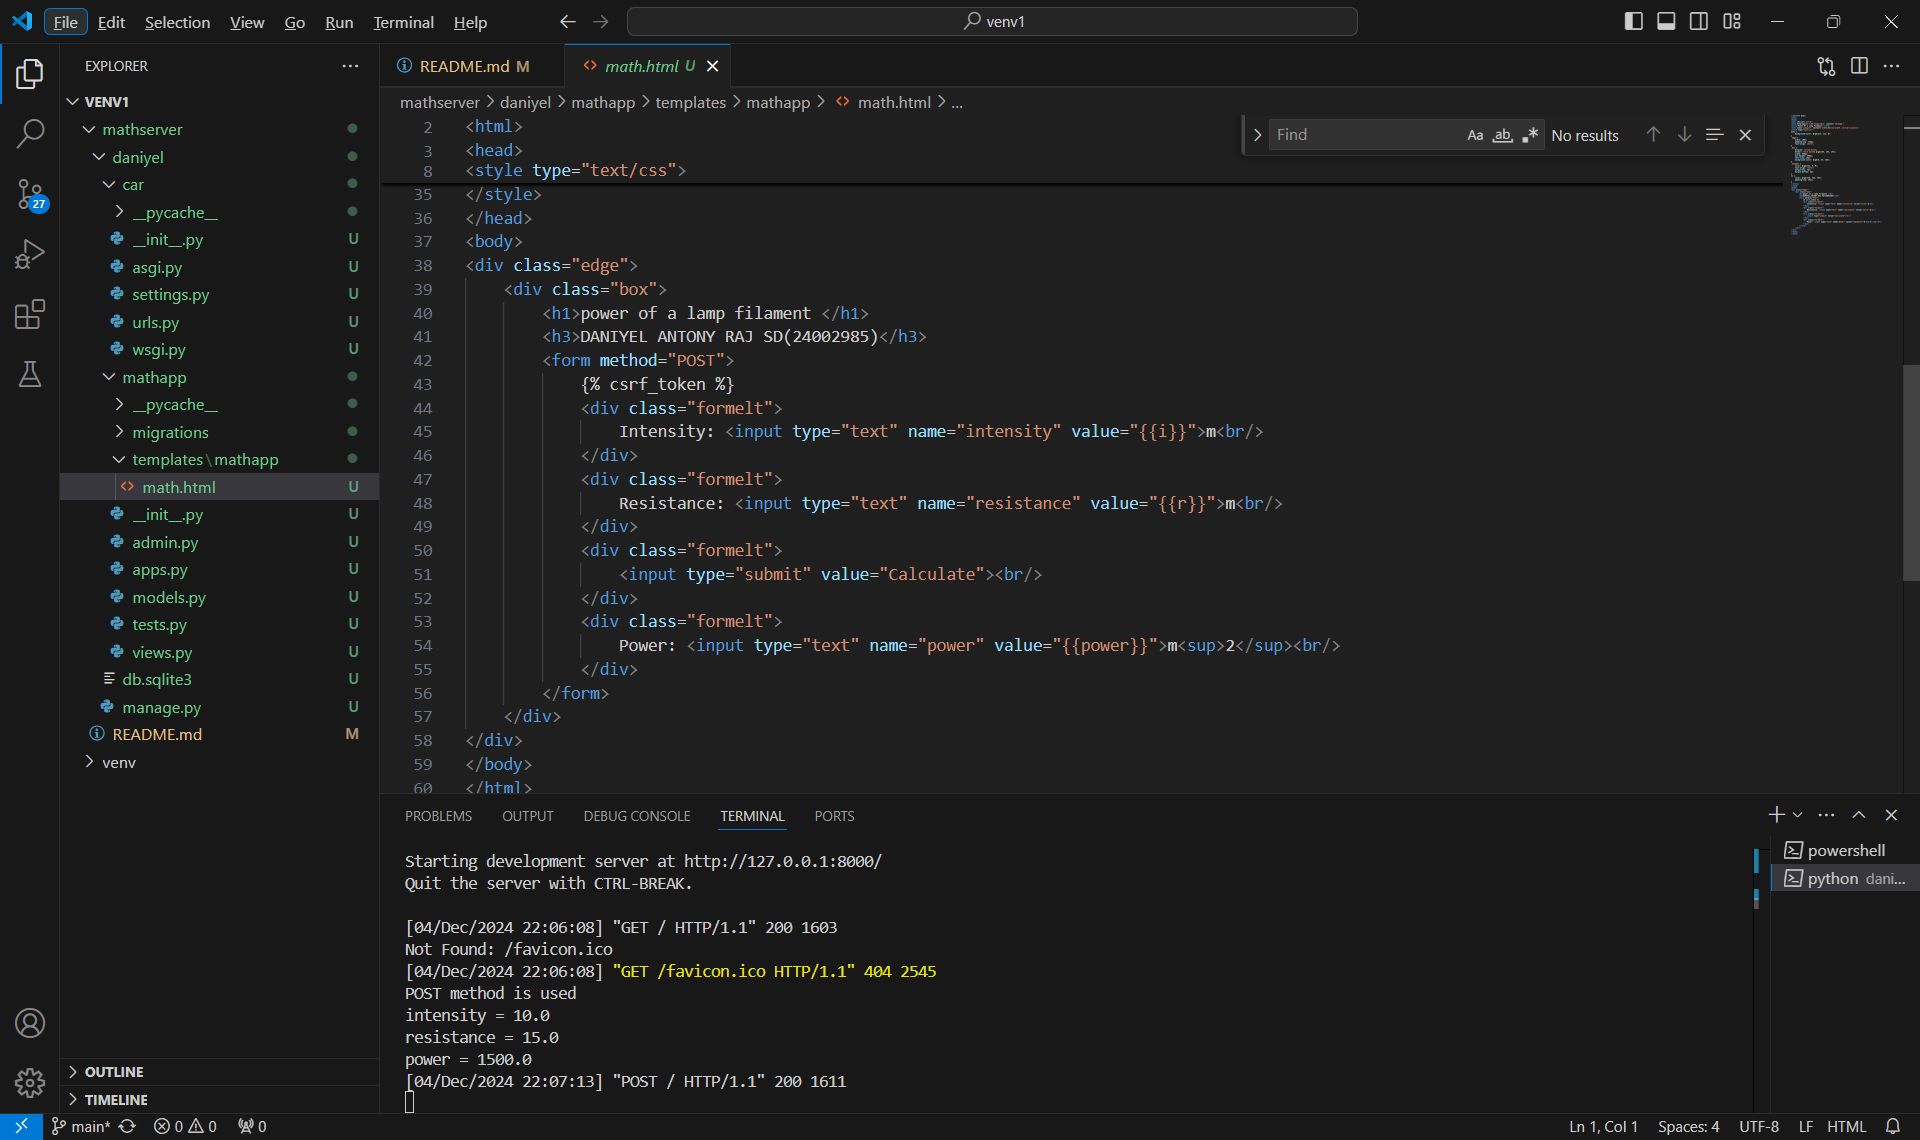 File Edit Selection View Go Run Terminal Help
venv1
EXPLORER
VENV1
mathserver
daniyel
car
__pycache__
__init__.py U
asgi.py U
settings.py U
urls.py U
wsgi.py U
mathapp
__pycache__
migrations
templates\mathapp
math.html U
__init__.py U
admin.py U
apps.py U
models.py U
tests.py U
views.py U
db.sqlite3 U
manage.py U
README.md M
venv
OUTLINE
TIMELINE
27
README.md M
math.html U
mathserver > daniyel > mathapp > templates > mathapp > math.html > ...
Find Aa ab No results
2 <html>
3 <head>
8 <style type="text/css">
35 </style>
36 </head>
37 <body>
38 <div class="edge">
39 <div class="box">
40 <h1>power of a lamp filament </h1>
41 <h3>DANIYEL ANTONY RAJ SD(24002985)</h3>
42 <form method="POST">
43 {% csrf_token %}
44 <div class="formelt">
45 Intensity: <input type="text" name="intensity" value="{{i}}">m<br/>
46 </div>
47 <div class="formelt">
48 Resistance: <input type="text" name="resistance" value="{{r}}">m<br/>
49 </div>
50 <div class="formelt">
51 <input type="submit" value="Calculate"><br/>
52 </div>
53 <div class="formelt">
54 Power: <input type="text" name="power" value="{{power}}">m<sup>2</sup><br/>
55 </div>
56 </form>
57 </div>
58 </div>
59 </body>
60 </html>
PROBLEMS OUTPUT DEBUG CONSOLE TERMINAL PORTS
Starting development server at http://127.0.0.1:8000/
Quit the server with CTRL-BREAK.
[04/Dec/2024 22:06:08] "GET / HTTP/1.1" 200 1603
Not Found: /favicon.ico
[04/Dec/2024 22:06:08] "GET /favicon.ico HTTP/1.1" 404 2545
POST method is used
intensity = 10.0
resistance = 15.0
power = 1500.0
[04/Dec/2024 22:07:13] "POST / HTTP/1.1" 200 1611
powershell
python dani...
main* 0 0 0
Ln 1, Col 1 Spaces: 4 UTF-8 LF HTML